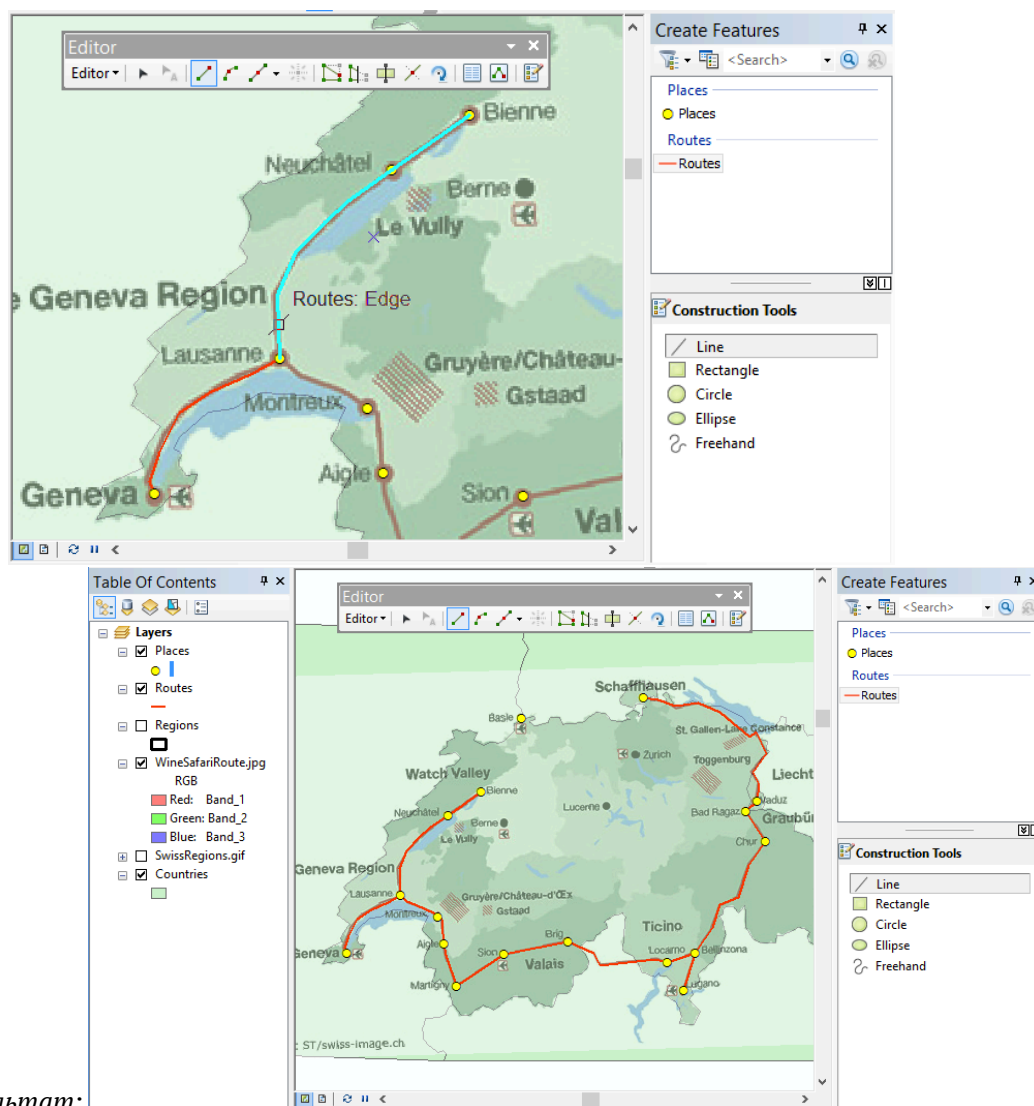 Editor
Create Features
Editor
<Search>
Places
Places
Routes
Routes
Bienne
Neuchâtel
Berne
Le Vully
Geneva Region
Routes: Edge
Lausanne
Gruyère/Château-
Gstaad
Montreux
Aigle
Geneva
Sion
Val
Construction Tools
Line
Rectangle
Circle
Ellipse
Freehand
Table Of Contents
Layers
Places
Routes
Regions
WineSafariRoute.jpg
RGB
Red: Band_1
Green: Band_2
Blue: Band_3
SwissRegions.gif
Countries
Editor
Editor
Schaffhausen
Basle
St. Gallen-Lake Constance
Zurich
Toggenburg
Watch Valley
Liecht
Bienne
Vaduz
Neuchâtel
Lucerne
Bad Ragaz
Berne
Le Vully
Chur
Geneva Region
Lausanne
Gruyère/Château-d'Œx
Gstaad
Montreux
Ticino
Brig
Aigle
Sion
Locarno
Bellinzona
Geneva
Valais
Martigny
Lugano
: ST/swiss-image.ch
Create Features
<Search>
Places
Places
Routes
Routes
Construction Tools
Line
Rectangle
Circle
Ellipse
Freehand
льтат: